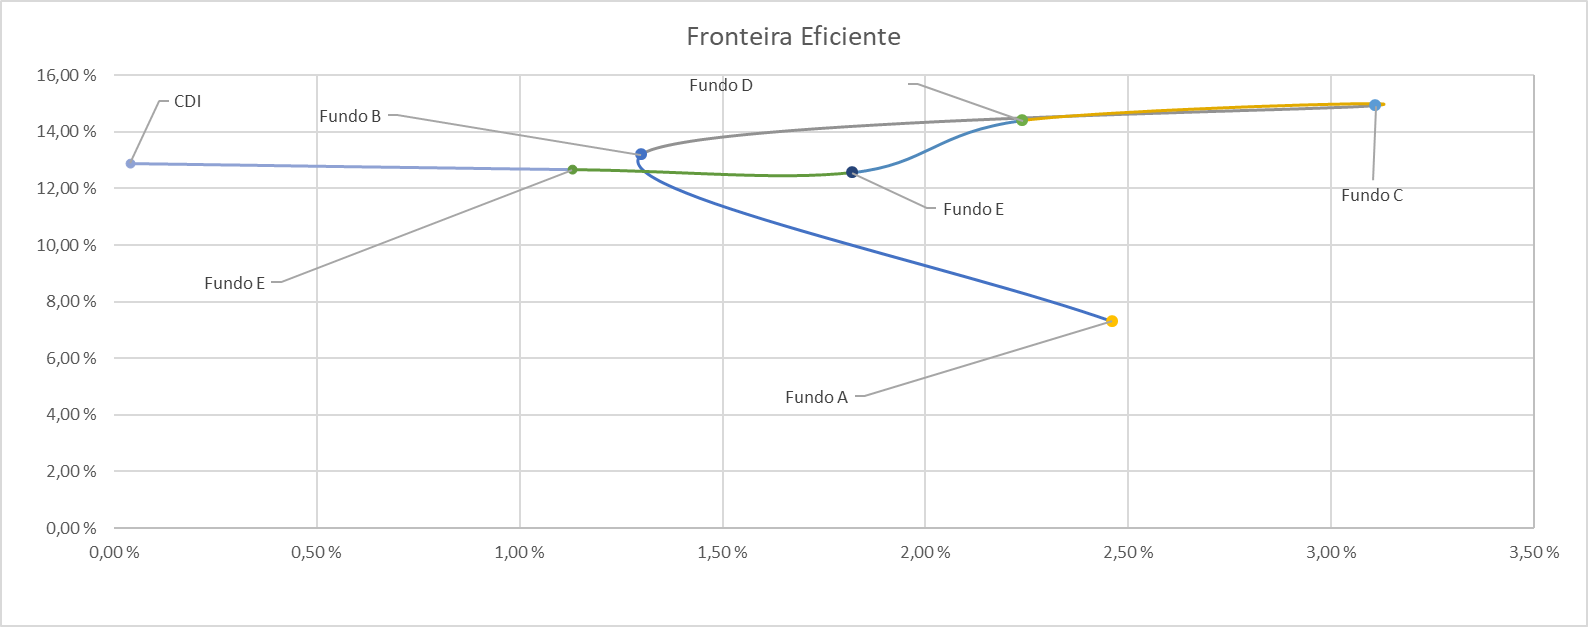 Fronteira Eficiente
16,00 %
14,00 %
12,00 %
10,00 %
8,00 %
6,00 %
4,00 %
2,00 %
0,00 %
CDI
Fundo B
Fundo D
Fundo C
Fundo E
Fundo E
Fundo A
0,00 %
0,50 %
1,00 %
1,50 %
2,00 %
2,50 %
3,00 %
3,50 %